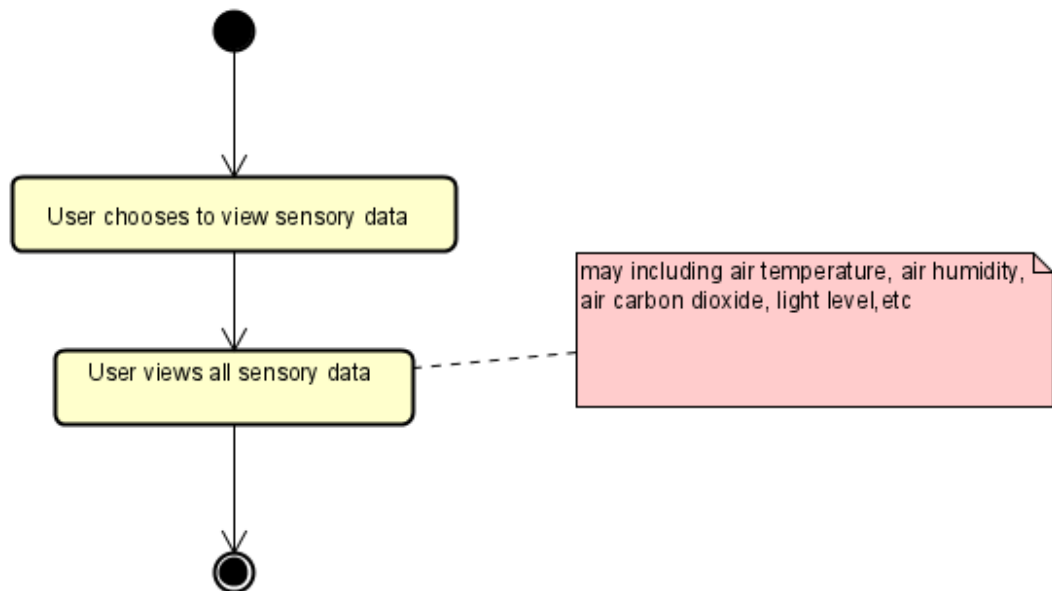 User chooses to view sensory data
may including air temperature, air humidity,
air carbon dioxide, light level,etc
User views all sensory data